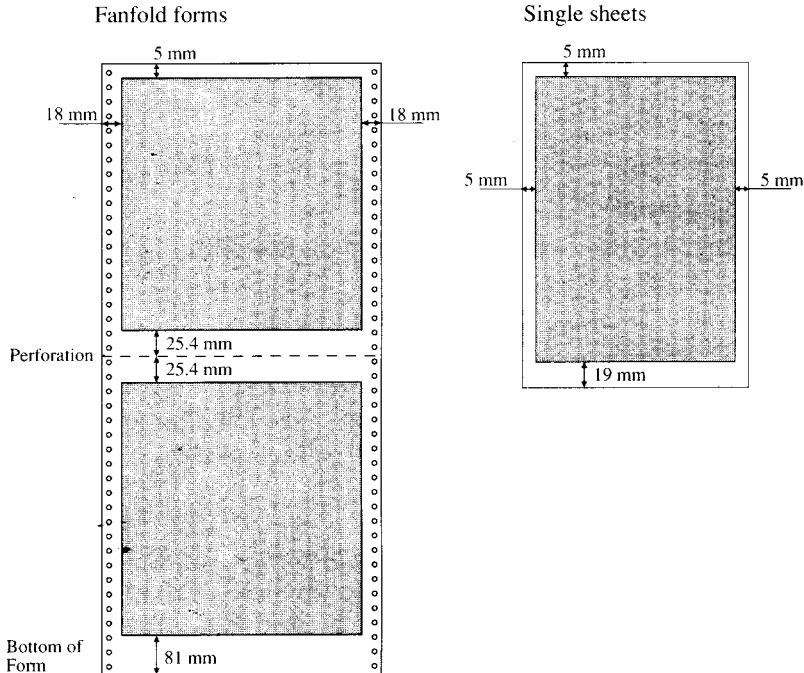 Fanfold forms
Single sheets
5 mm
5 mm
18 mm
18 mm
5 mm
5 mm
25.4 mm
Perforation
25.4 mm
19 mm
Bottom of
Form
81 mm